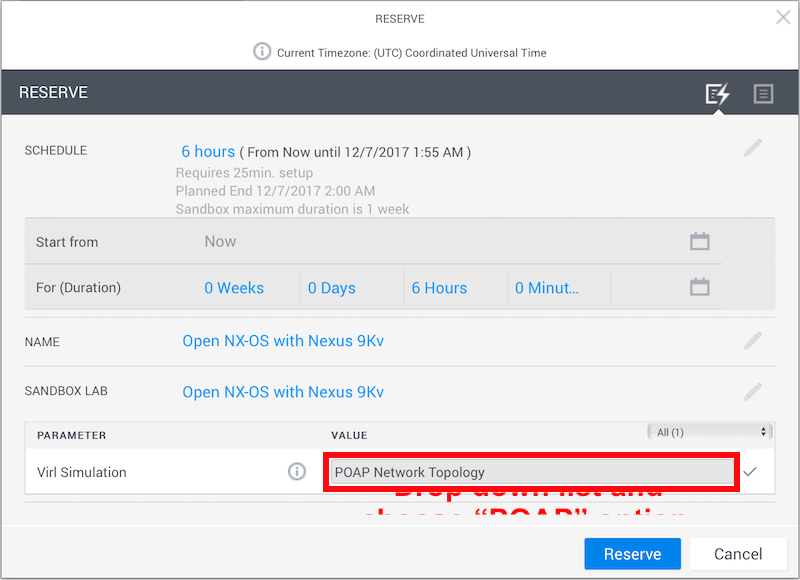 RESERVE
Current Timezone: (UTC) Coordinated Universal Time
RESERVE
SCHEDULE
6 hours ( From Now until 12/7/2017 1:55 AM )
Requires 25min. setup
Planned End 12/7/2017 2:00 AM
Sandbox maximum duration is 1 week
Start from Now
For (Duration) 0 Weeks 0 Days 6 Hours 0 Minut...
NAME Open NX-OS with Nexus 9Kv
SANDBOX LAB Open NX-OS with Nexus 9Kv
PARAMETER VALUE All (1)
Virl Simulation POAP Network Topology
Drop down list and
choose “POAP” option
Reserve Cancel